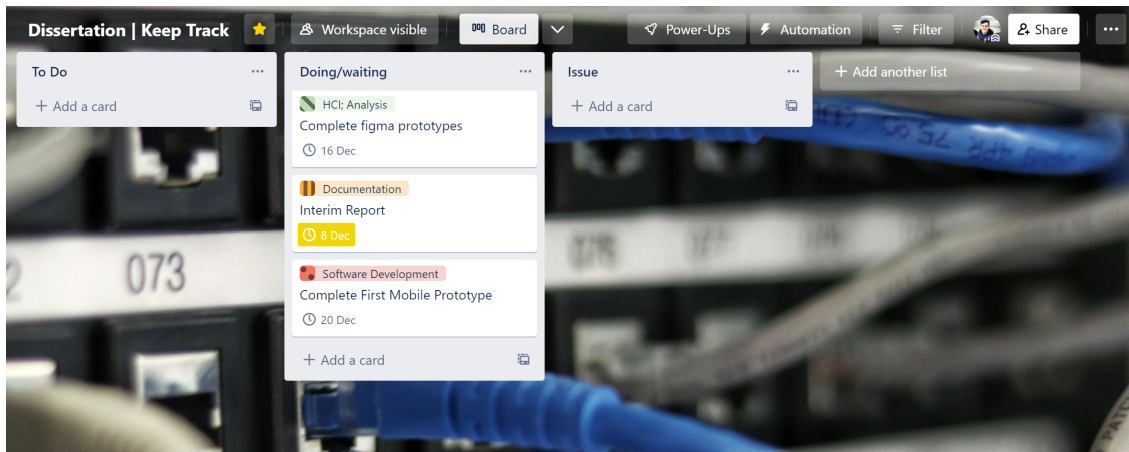 Dissertation | Keep Track
Workspace visible
Board
Power-Ups
Automation
Filter
Share
To Do
Add a card
Doing/waiting
HCI; Analysis
Complete figma prototypes
16 Dec
Documentation
Interim Report
8 Dec
Software Development
Complete First Mobile Prototype
20 Dec
Add a card
Issue
Add a card
Add another list
073
4PR
75